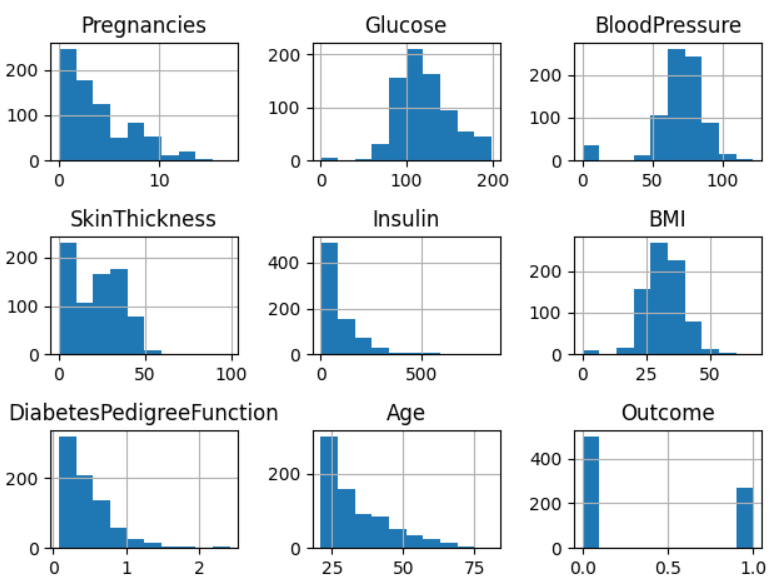 Pregnancies Glucose BloodPressure
200 200 200
100 100 100
0 0 0
0 10 0 100 200 0 50 100
SkinThickness Insulin BMI
200 400 200
100 200 100
0 0 0
0 50 100 0 500 0 25 50
DiabetesPedigreeFunction Age Outcome
200 200 400
200
0 0 0
0 1 2 25 50 75 0.0 0.5 1.0